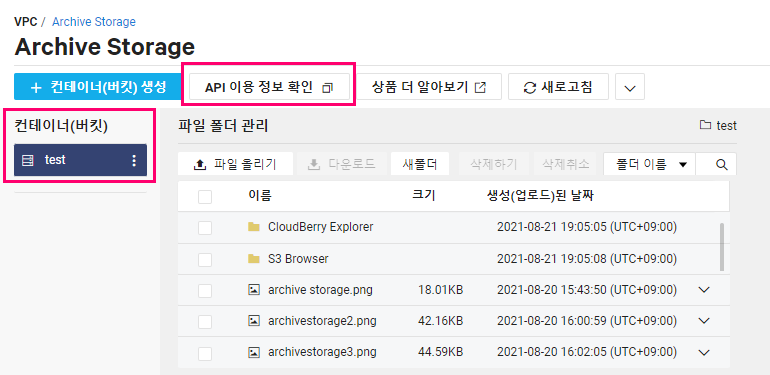 VPC / Archive Storage
Archive Storage
+ 컨테이너(버킷) 생성 API 이용 정보 확인 상품 더 알아보기 새로고침
컨테이너(버킷) 파일 폴더 관리 test
test 파일 올리기 다운로드 새폴더 삭제하기 삭제취소 폴더 이름
이름 크기 생성(업로드)된 날짜
CloudBerry Explorer 2021-08-21 19:05:05 (UTC+09:00)
S3 Browser 2021-08-21 19:05:08 (UTC+09:00)
archive storage.png 18.01KB 2021-08-20 15:43:50 (UTC+09:00)
archivestorage2.png 42.16KB 2021-08-20 16:00:59 (UTC+09:00)
archivestorage3.png 44.59KB 2021-08-20 16:02:05 (UTC+09:00)